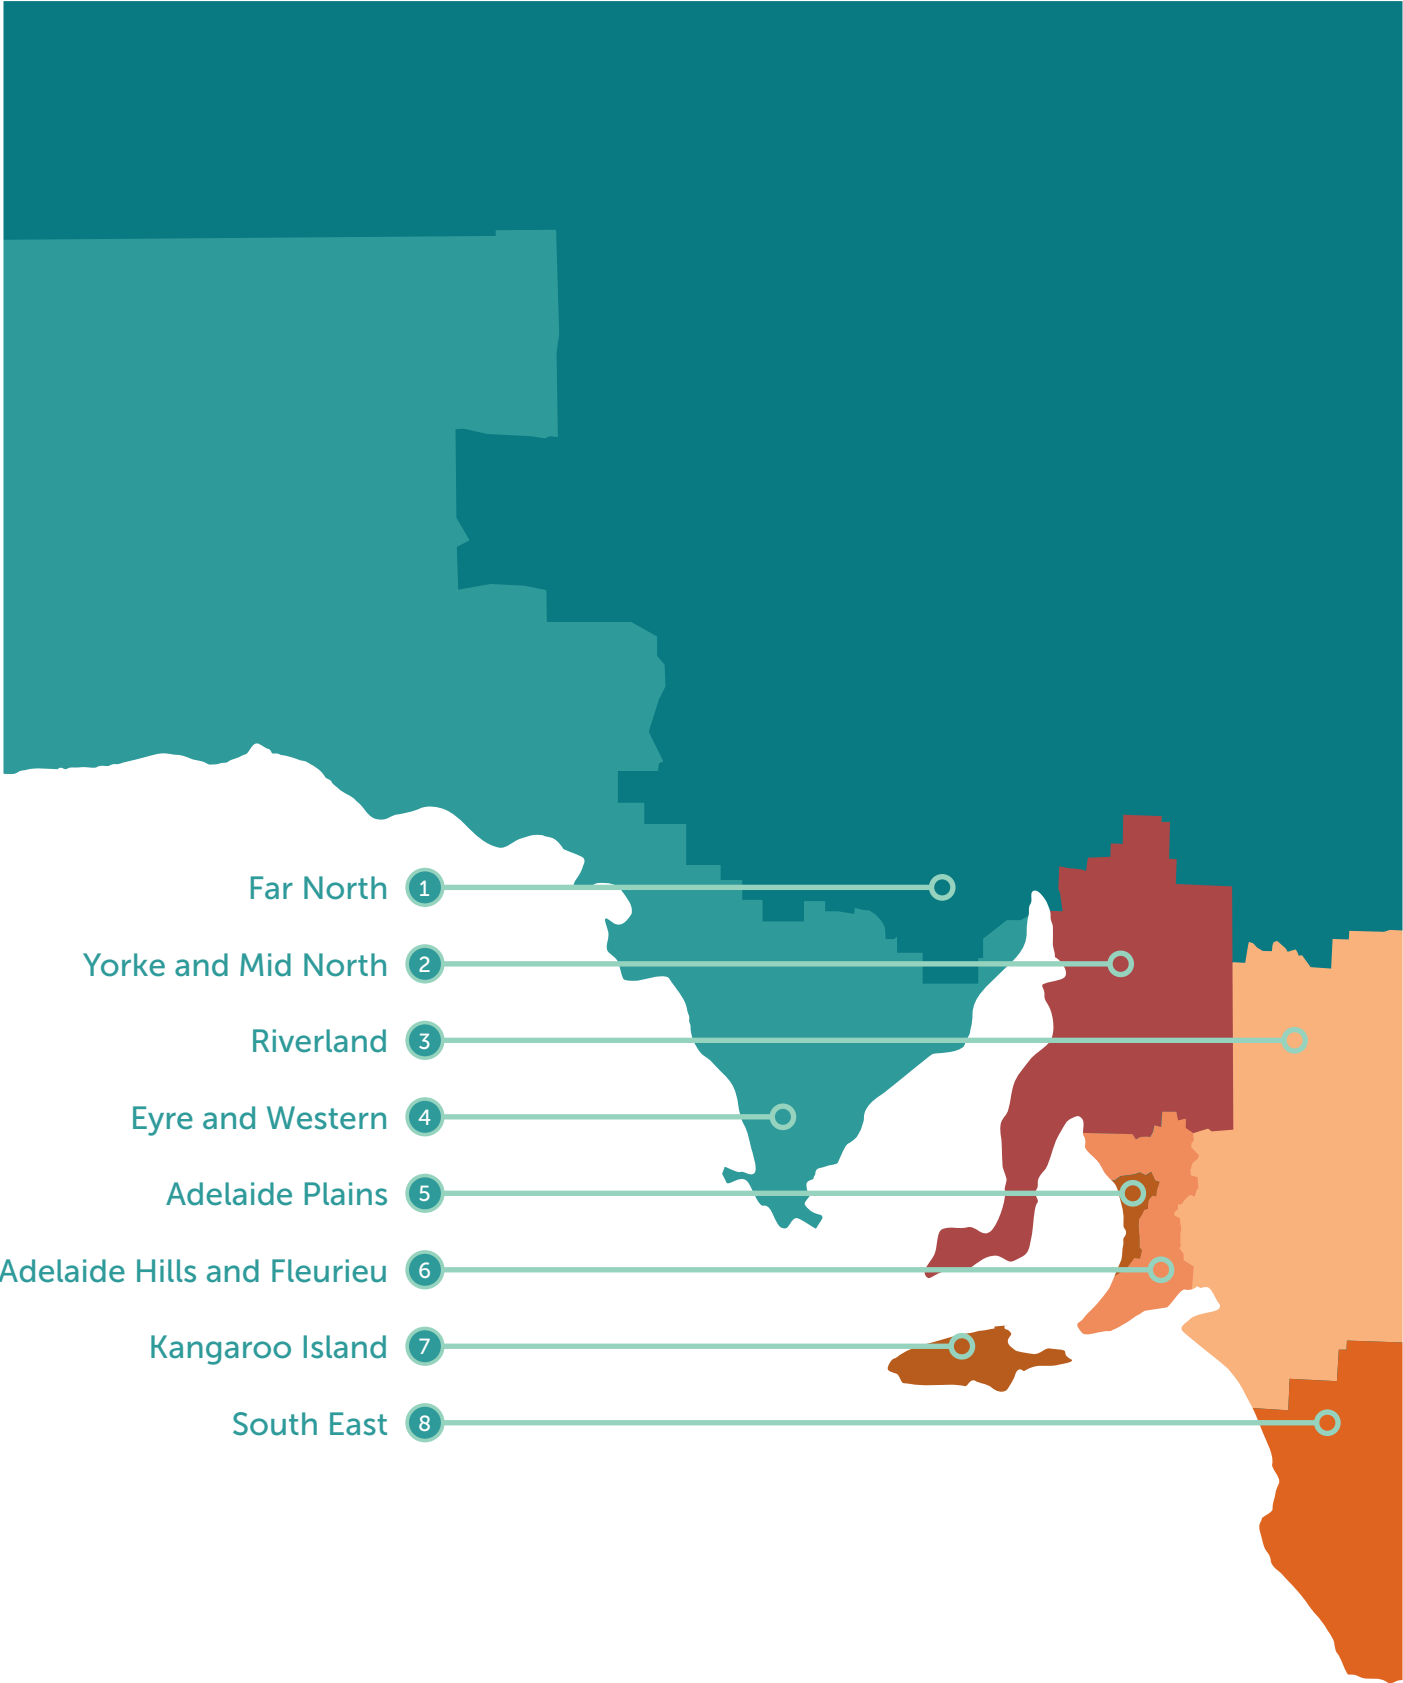 Far North 1
Yorke and Mid North 2
Riverland 3
Eyre and Western 4
Adelaide Plains 5
Adelaide Hills and Fleurieu 6
Kangaroo Island 7
South East 8